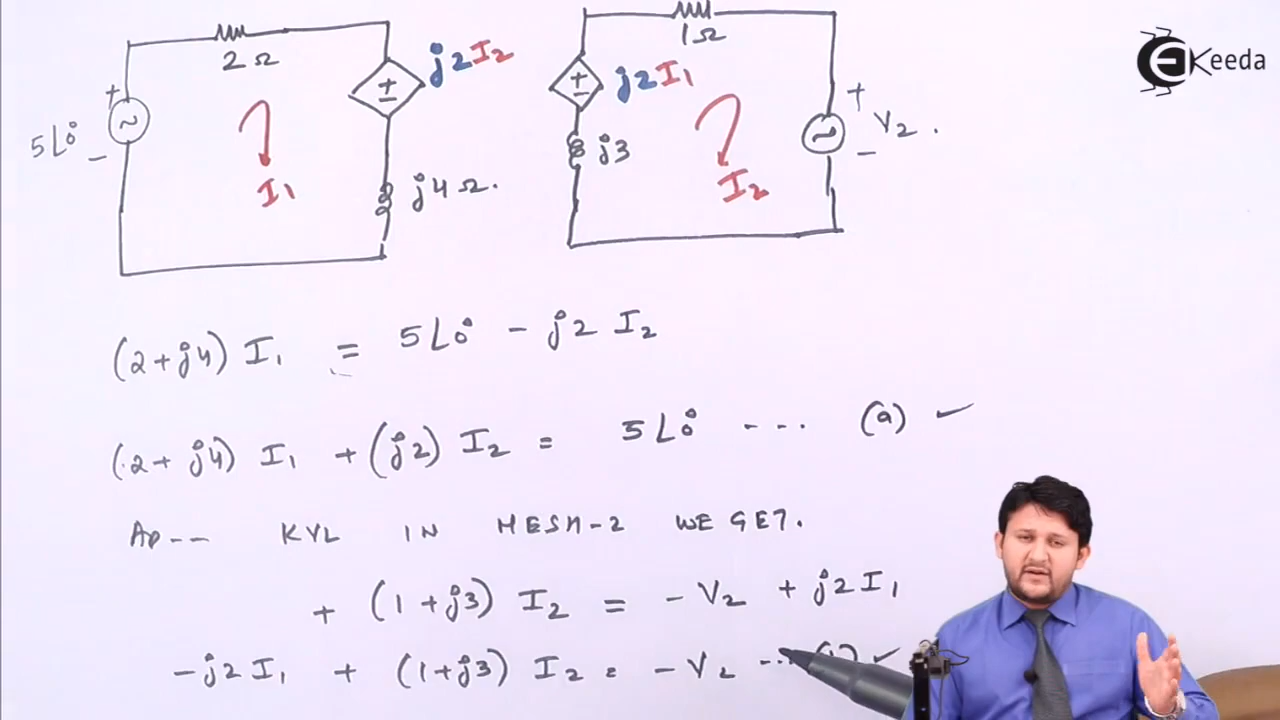 EKeeda
2 Ω
+
5∠0°
-
I₁
±
j2I₂
j4 Ω.
1Ω
±
j2I₁
j3
I₂
+
V₂ .
-
(2+j4) I₁ = 5∠0° - j2 I₂
(2+ j4) I₁ + (j2) I₂ = 5∠0° --- (a) ✓
AP-- KVL IN MESH-2 WE GET.
+ (1+j3) I₂ = - V₂ + j2I₁
-j2 I₁ + (1+j3) I₂ = - V₂ ---